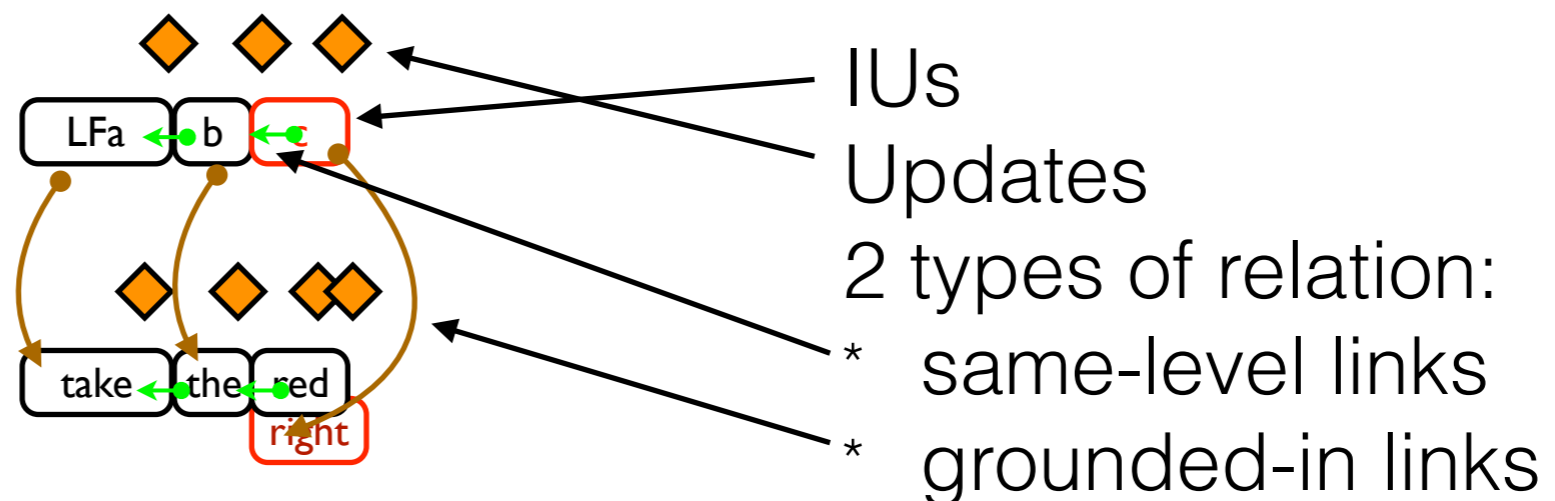 LFa b c
take the red
right
IUs
Updates
2 types of relation:
* same-level links
* grounded-in links